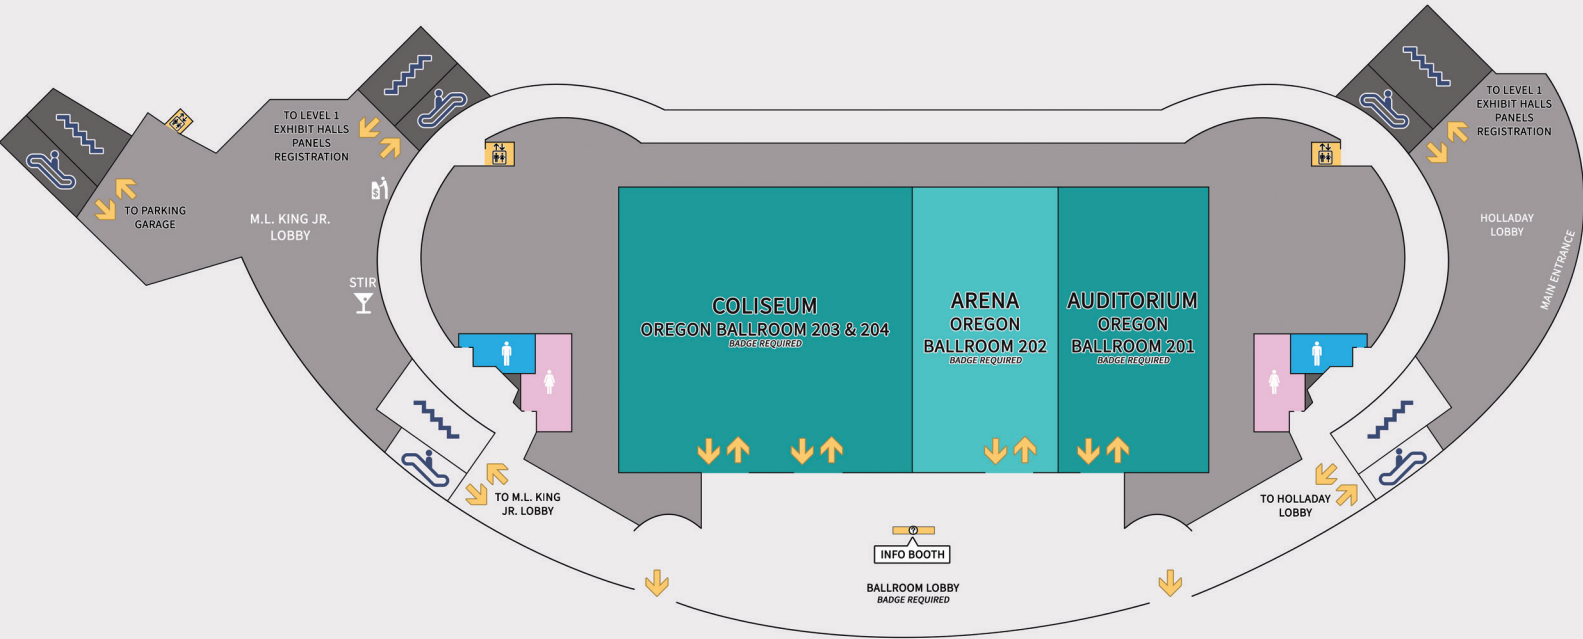 TO LEVEL 1
EXHIBIT HALLS
PANELS
REGISTRATION
TO PARKING
GARAGE
M.L. KING JR.
LOBBY
$
STIR
COLISEUM
OREGON BALLROOM 203 & 204
BADGE REQUIRED
ARENA
OREGON
BALLROOM 202
BADGE REQUIRED
AUDITORIUM
OREGON
BALLROOM 201
BADGE REQUIRED
TO LEVEL 1
EXHIBIT HALLS
PANELS
REGISTRATION
HOLLADAY
LOBBY
MAIN ENTRANCE
TO M.L. KING
JR. LOBBY
TO HOLLADAY
LOBBY
?
INFO BOOTH
BALLROOM LOBBY
BADGE REQUIRED